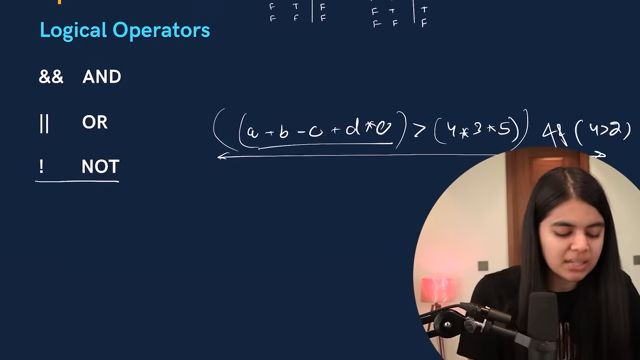 F T | F T
F F | F F T | T
F F | F
Logical Operators
&& AND
|| OR
! NOT
((a + b - c + d * e) > (4 * 3 * 5)) && (4 > 2)